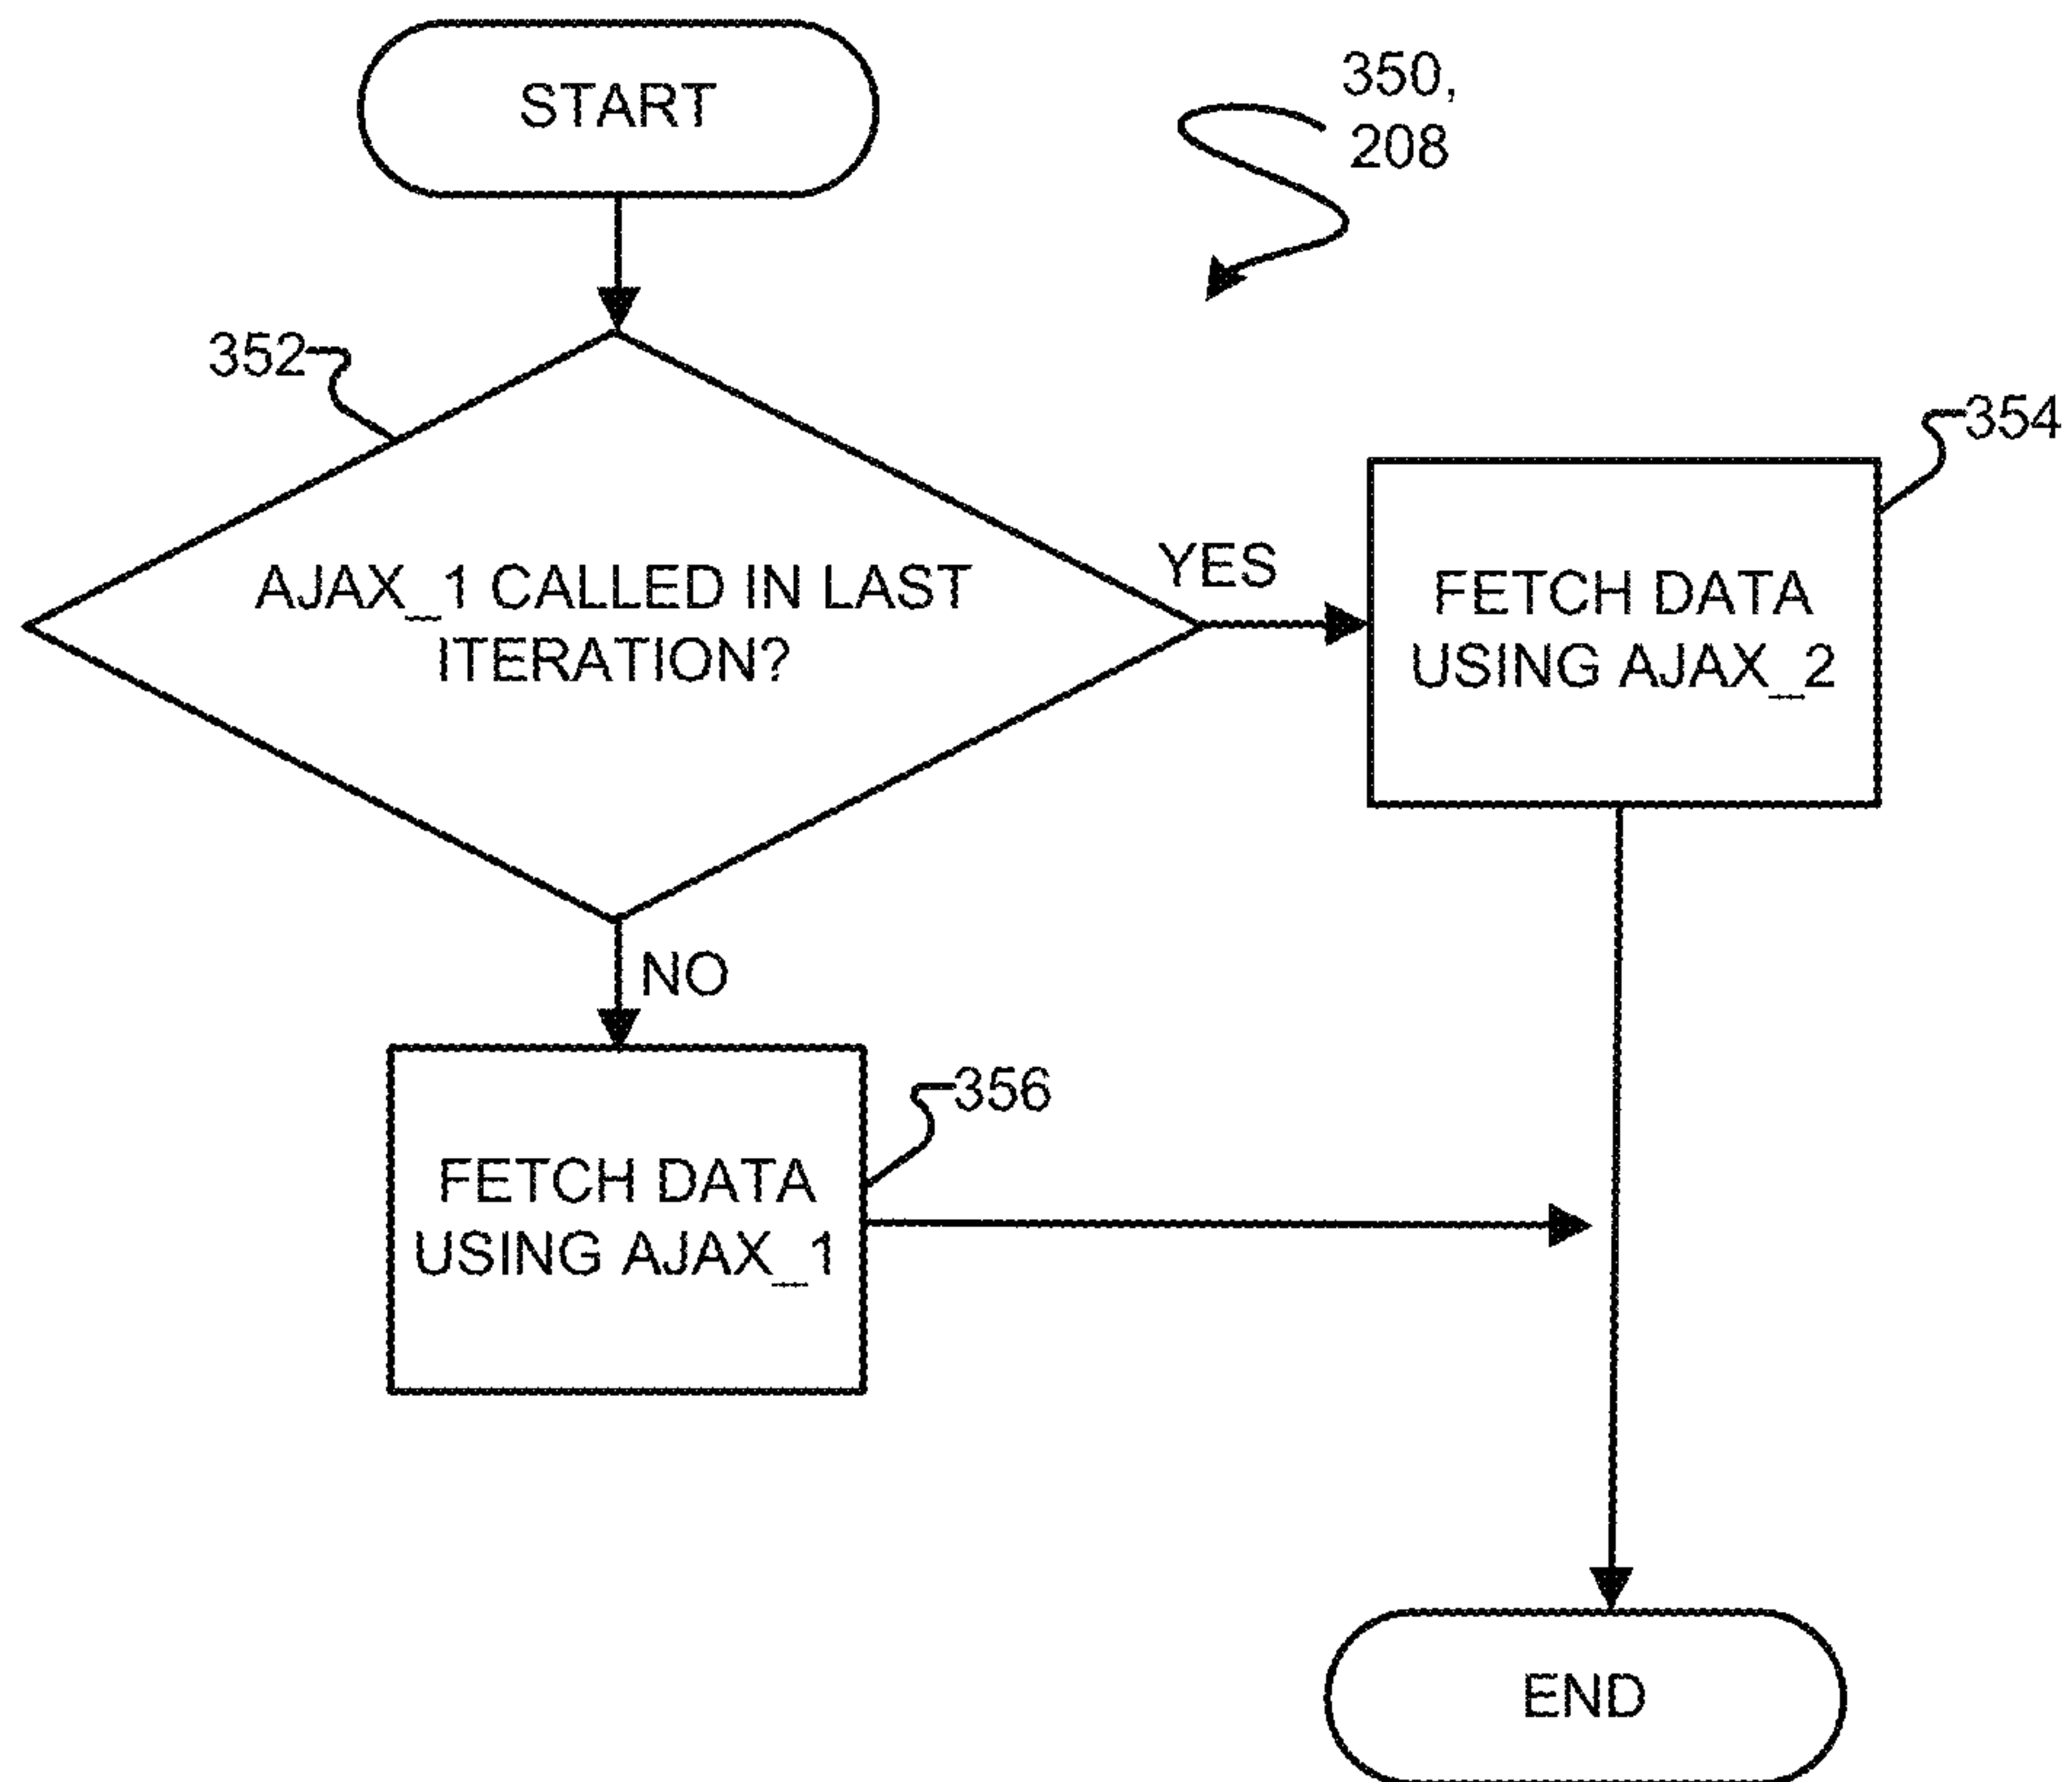 START
350,
208
352
354
AJAX_1 CALLED IN LAST
ITERATION?
YES
FETCH DATA
USING AJAX_2
NO
356
FETCH DATA
USING AJAX_1
END